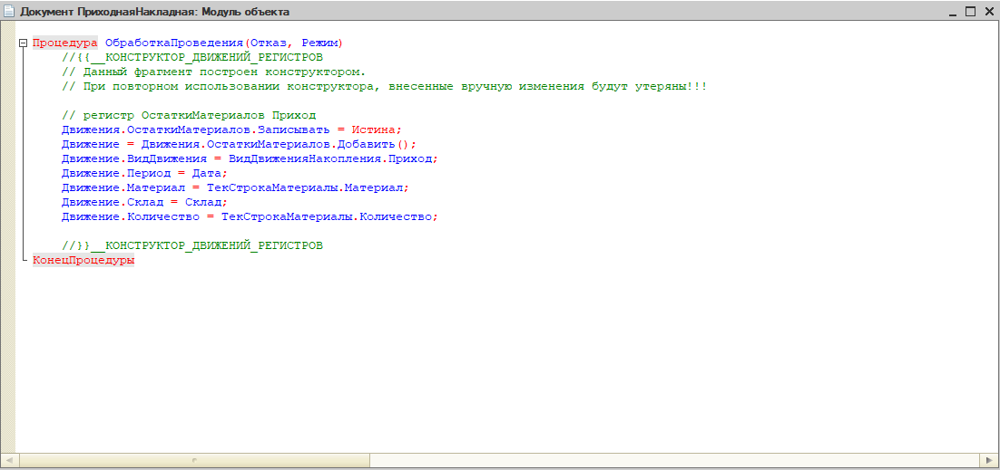 Документ ПриходнаяНакладная: Модуль объекта
Процедура ОбработкаПроведения(Отказ, Режим)
//{{__КОНСТРУКТОР_ДВИЖЕНИЙ_РЕГИСТРОВ
// Данный фрагмент построен конструктором.
// При повторном использовании конструктора, внесенные вручную изменения будут утеряны!!!
// регистр ОстаткиМатериалов Приход
Движения.ОстаткиМатериалов.Записывать = Истина;
Движение = Движения.ОстаткиМатериалов.Добавить();
Движение.ВидДвижения = ВидДвиженияНакопления.Приход;
Движение.Период = Дата;
Движение.Материал = ТекСтрокаМатериалы.Материал;
Движение.Склад = Склад;
Движение.Количество = ТекСтрокаМатериалы.Количество;
//}}__КОНСТРУКТОР_ДВИЖЕНИЙ_РЕГИСТРОВ
КонецПроцедуры